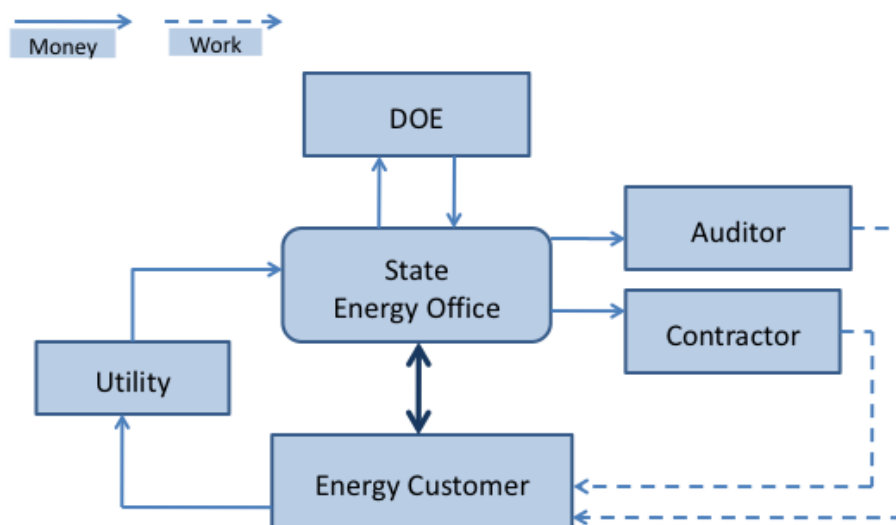 Money
Work
DOE
Auditor
State
Energy Office
Contractor
Utility
Energy Customer